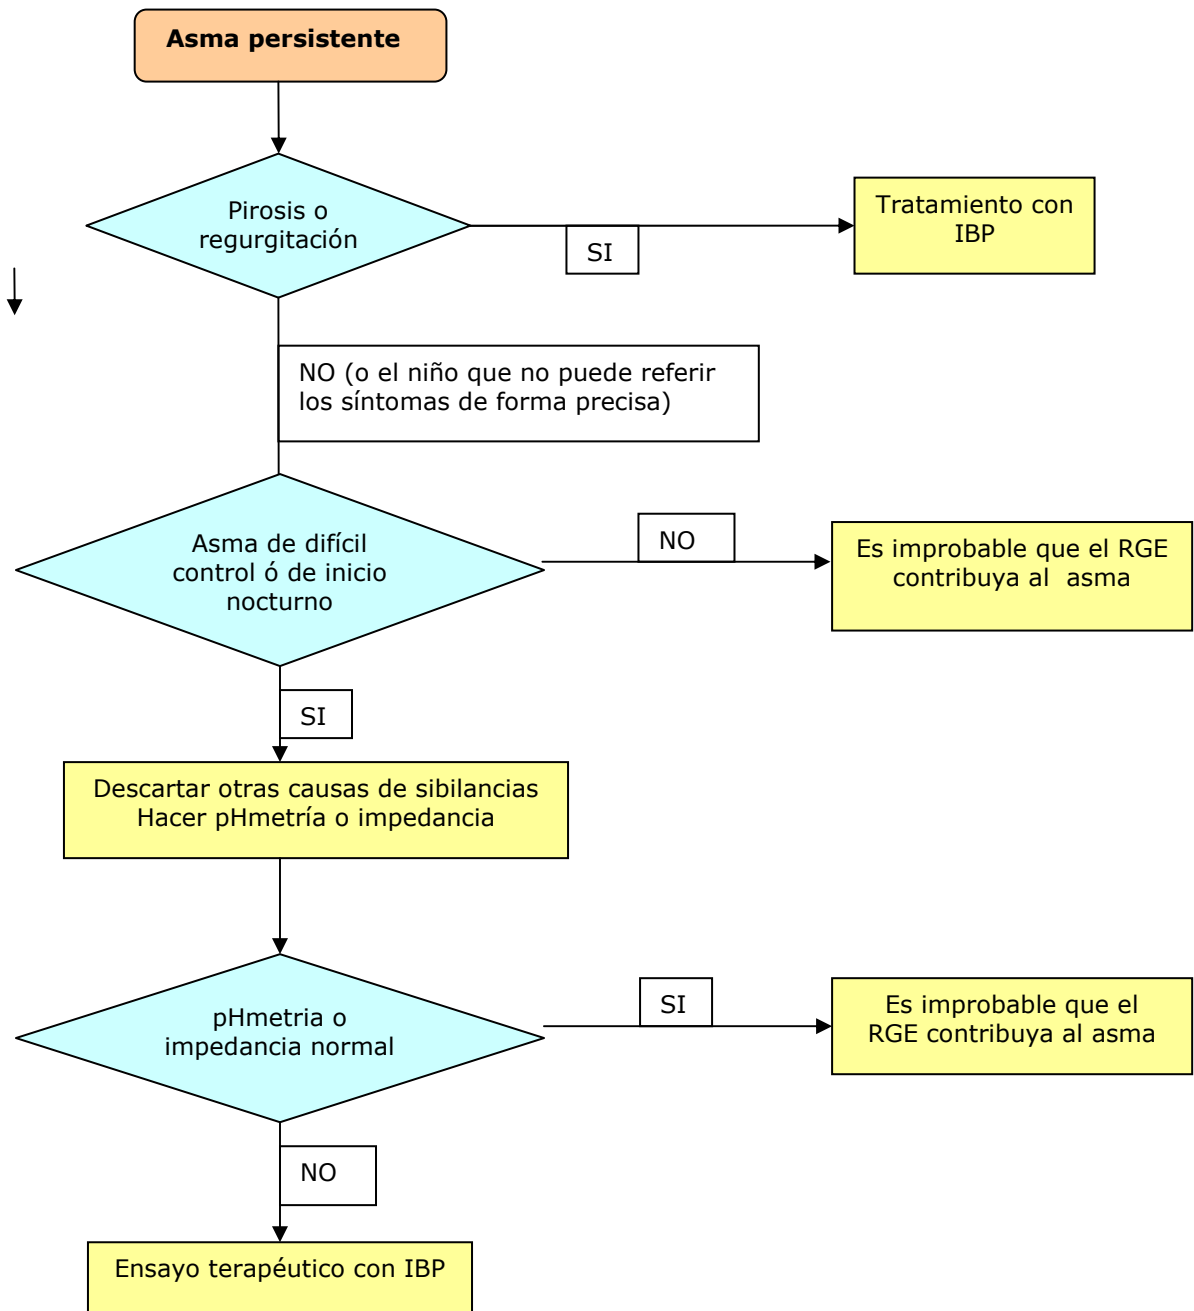 Asma persistente
Pirosis o
regurgitación
SI
Tratamiento con
IBP
NO (o el niño que no puede referir
los síntomas de forma precisa)
Asma de difícil
control ó de inicio
nocturno
NO
Es improbable que el RGE
contribuya al asma
SI
Descartar otras causas de sibilancias
Hacer pHmetría o impedancia
pHmetria o
impedancia normal
SI
Es improbable que el
RGE contribuya al asma
NO
Ensayo terapéutico con IBP